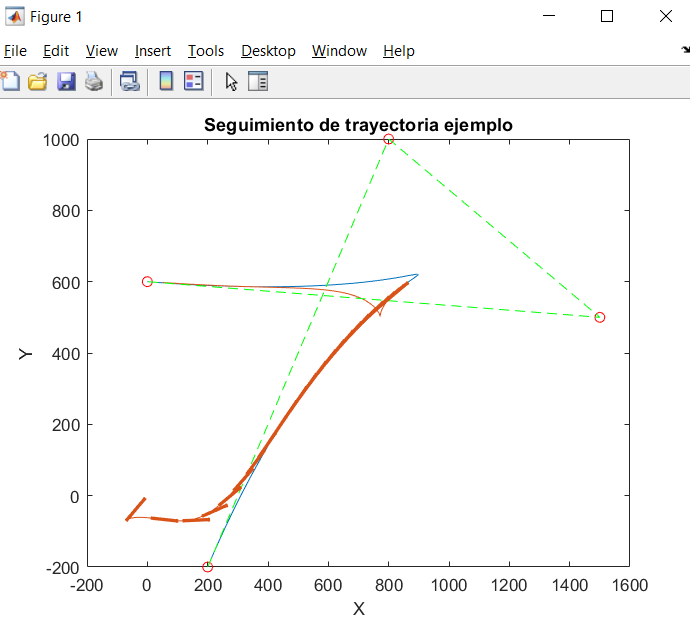 Figure 1
File Edit View Insert Tools Desktop Window Help
Seguimiento de trayectoria ejemplo
1000
800
600
400
200
0
-200
Y
-200 0 200 400 600 800 1000 1200 1400 1600
X